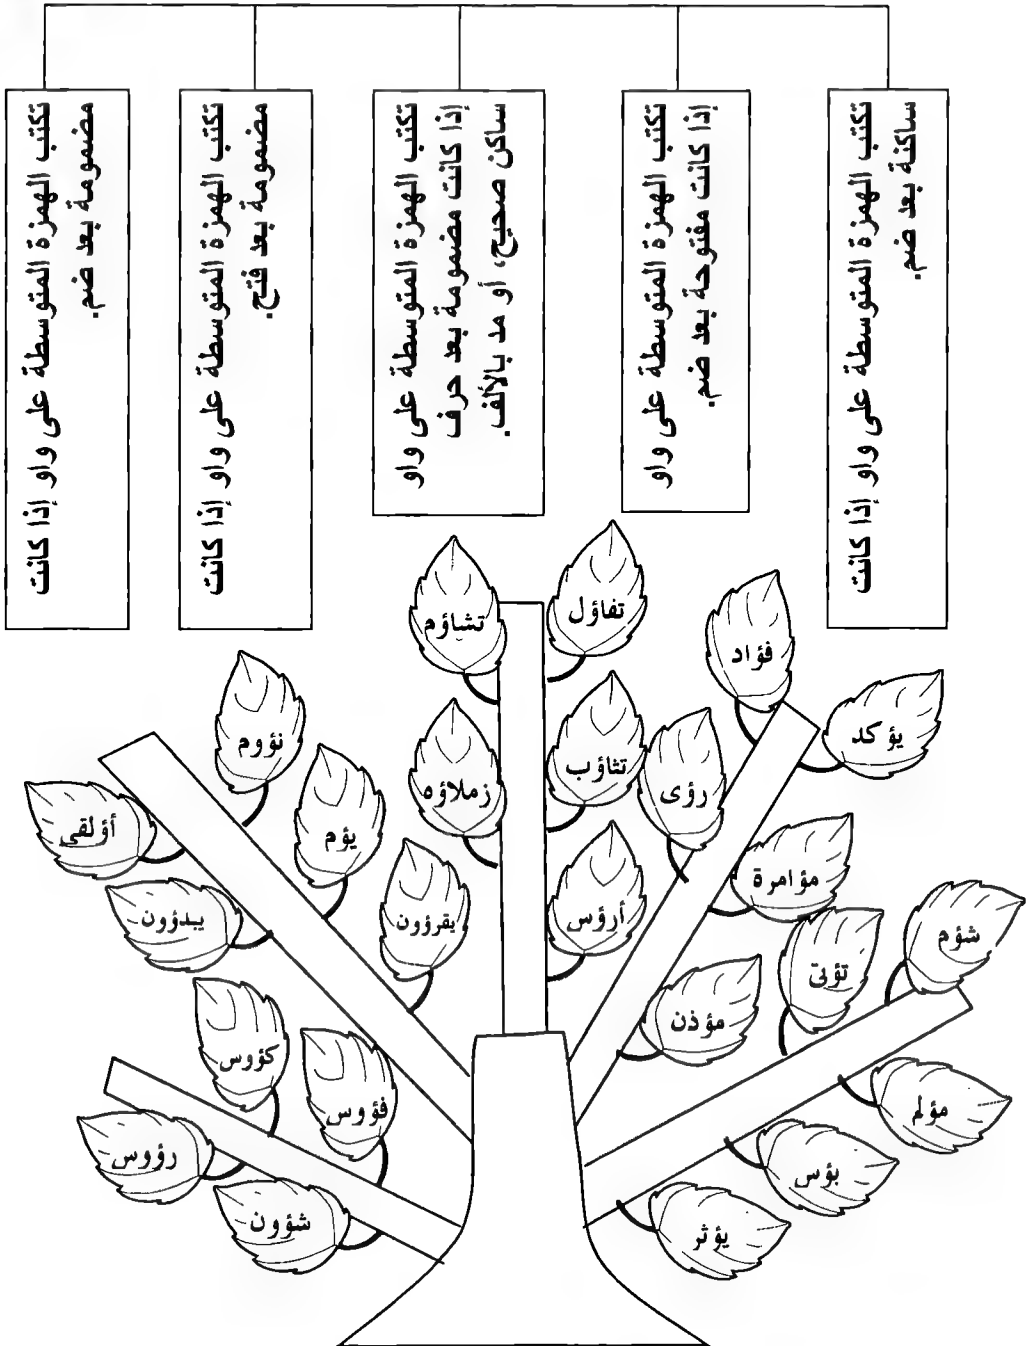 تكتب الهمزة المتوسطة على واو إذا كانت
ساكنة بعد ضم.
تكتب الهمزة المتوسطة على واو
إذا كانت مفتوحة بعد ضم.
تكتب الهمزة المتوسطة على واو
إذا كانت مضمومة بعد حرف
ساكن صحيح، أو مد بالألف.
تكتب الهمزة المتوسطة على واو إذا كانت
مضمومة بعد فتح.
تكتب الهمزة المتوسطة على واو إذا كانت
مضمومة بعد ضم.
تفاؤل
تشاؤم
فؤاد
يؤكد
نؤوم
تثاؤب
زملاؤه
رؤى
يؤم
أؤلقي
مؤامرة
أرؤس
يقرؤون
يبدؤون
شؤم
مؤذن
كؤوس
فؤوس
رؤوس
شؤون
مؤلم
بؤس
يؤثر